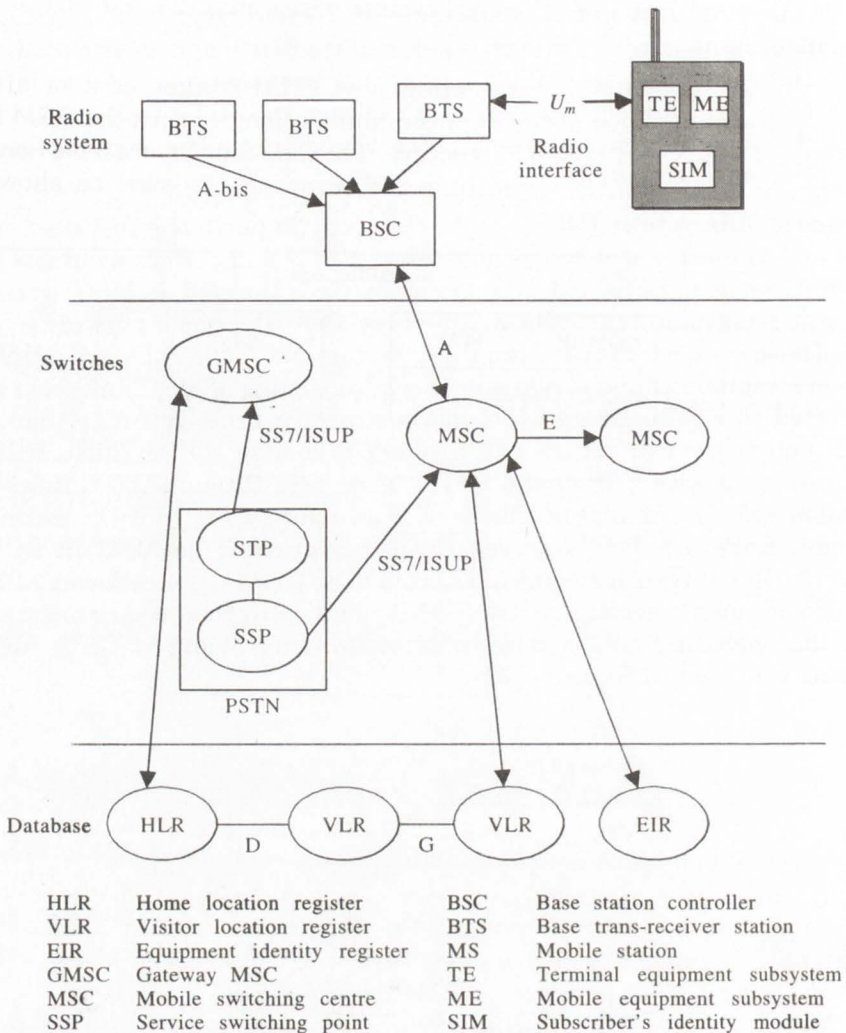 Radio
system
BTS
BTS
BTS
U_m
Radio
interface
TE
ME
SIM
A-bis
BSC
A
Switches
GMSC
SS7/ISUP
MSC
E
MSC
STP
SS7/ISUP
SSP
PSTN
Database
HLR
D
VLR
G
VLR
EIR
HLR Home location register
VLR Visitor location register
EIR Equipment identity register
GMSC Gateway MSC
MSC Mobile switching centre
SSP Service switching point
BSC Base station controller
BTS Base trans-receiver station
MS Mobile station
TE Terminal equipment subsystem
ME Mobile equipment subsystem
SIM Subscriber's identity module